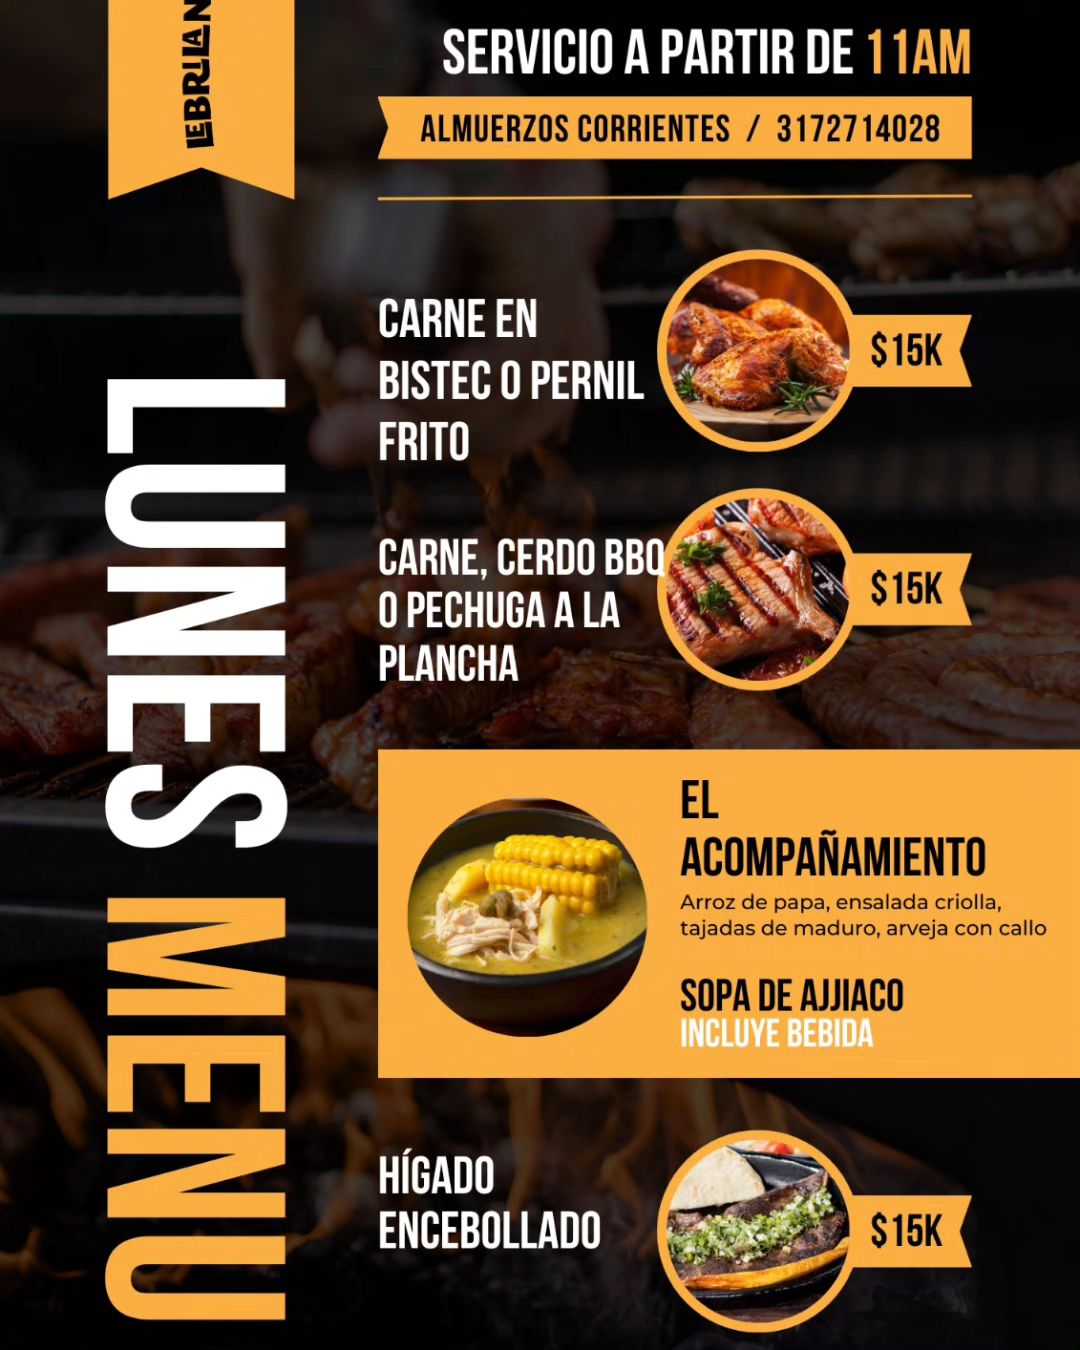 SERVICIO A PARTIR DE 11AM
ALMUERZOS CORRIENTES / 3172714028
LUNES MENU
CARNE EN
BISTEC O PERNIL
FRITO
$15K
CARNE, CERDO BBQ
O PECHUGA A LA
PLANCHA
$15K
EL
ACOMPAÑAMIENTO
Arroz de papa, ensalada criolla,
tajadas de maduro, arveja con callo
SOPA DE AJJIACO
INCLUYE BEBIDA
HÍGADO
ENCEBOLLADO
$15K